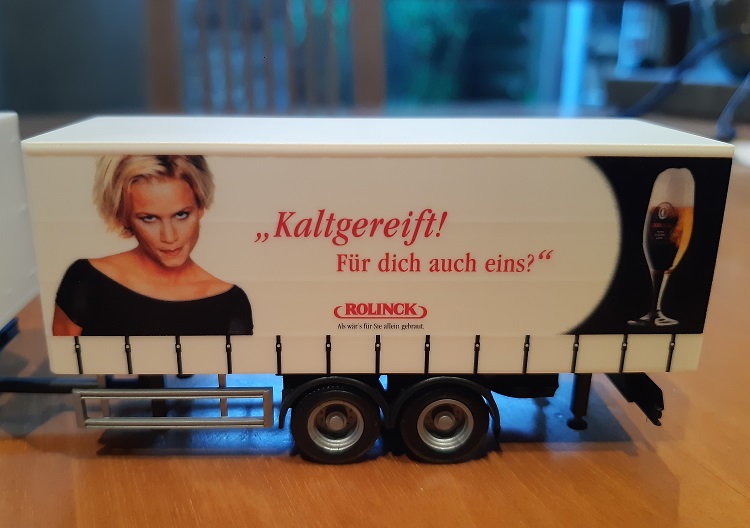 „Kaltgereift!
Für dich auch eins?“
ROLINCK
Als wär's für Sie allein gebraut.